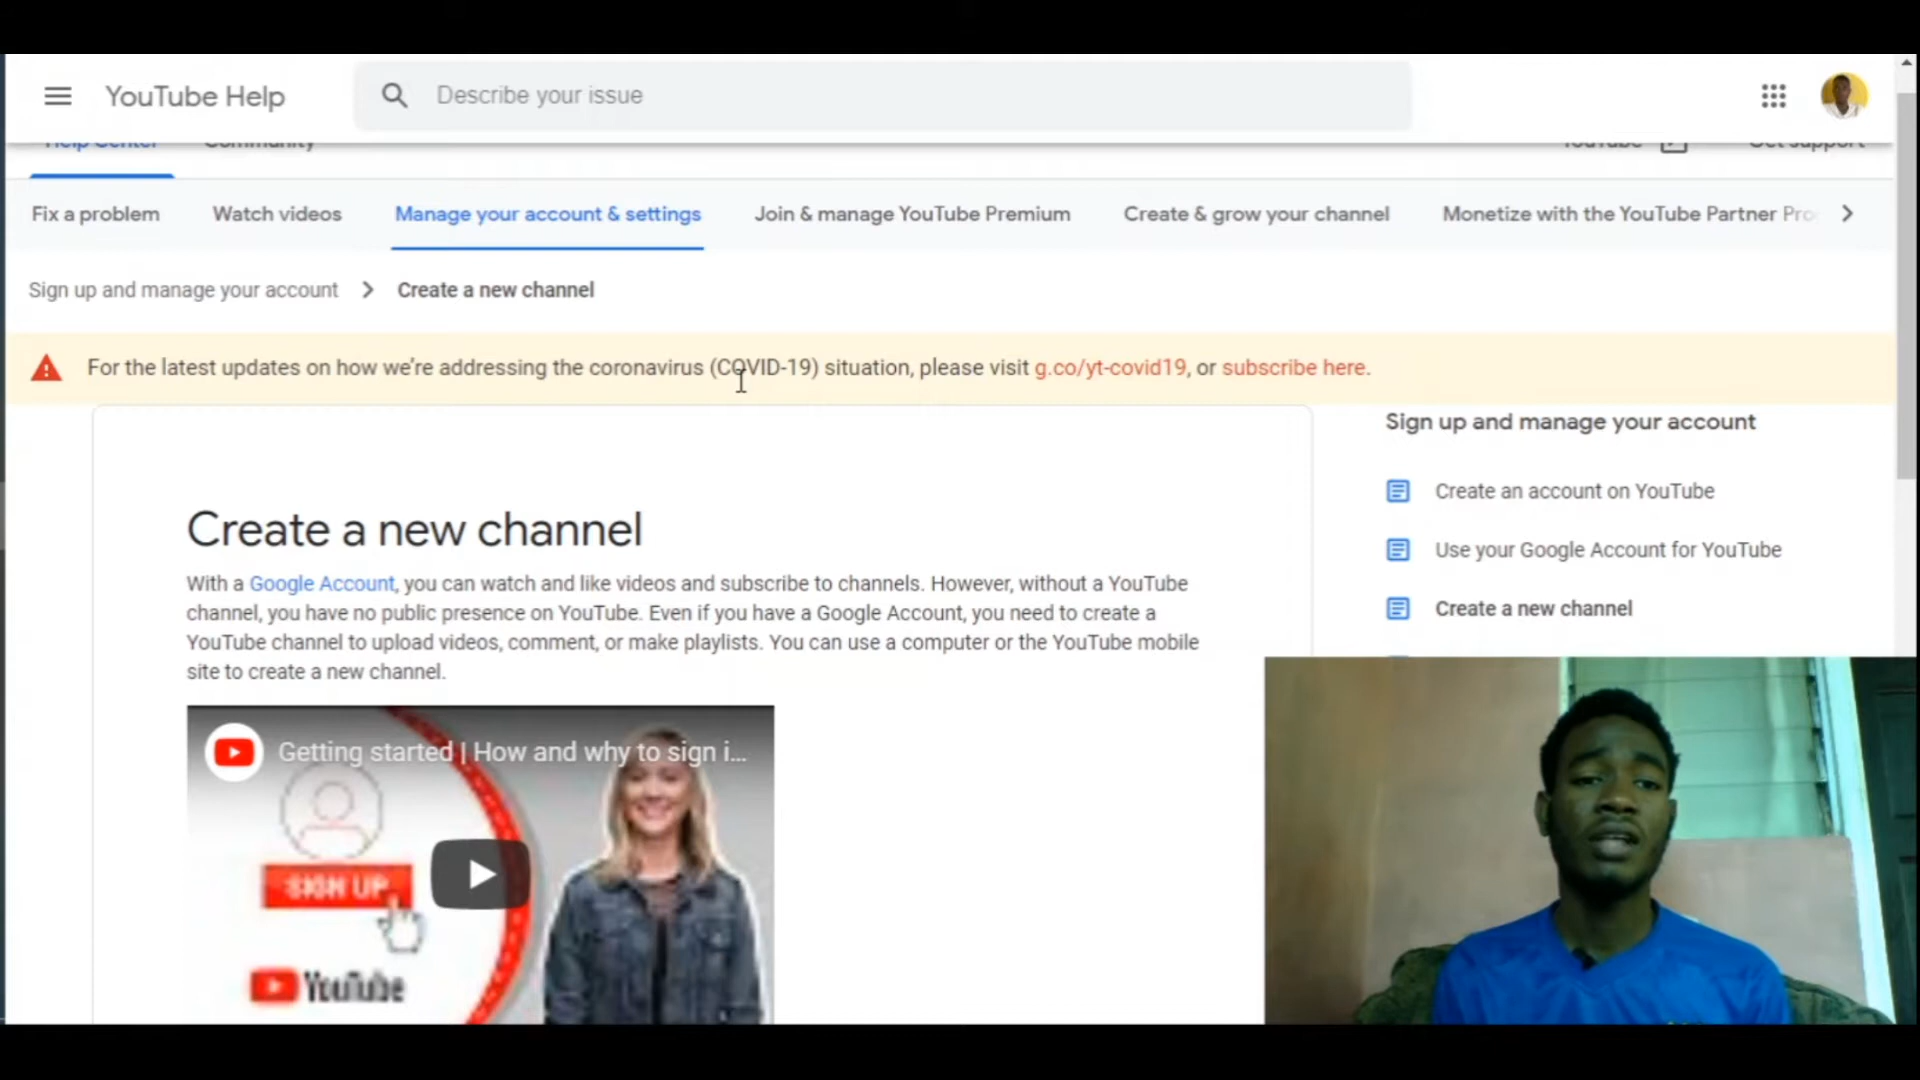 YouTube Help
Describe your issue
Help Center
Community
YouTube
Get support
Fix a problem
Watch videos
Manage your account & settings
Join & manage YouTube Premium
Create & grow your channel
Monetize with the YouTube Partner Pro
Sign up and manage your account
Create a new channel
For the latest updates on how we're addressing the coronavirus (COVID-19) situation, please visit g.co/yt-covid19, or subscribe here.
Create a new channel
With a Google Account, you can watch and like videos and subscribe to channels. However, without a YouTube
channel, you have no public presence on YouTube. Even if you have a Google Account, you need to create a
YouTube channel to upload videos, comment, or make playlists. You can use a computer or the YouTube mobile
site to create a new channel.
Getting started | How and why to sign i...
SIGN UP
YouTube
Sign up and manage your account
Create an account on YouTube
Use your Google Account for YouTube
Create a new channel